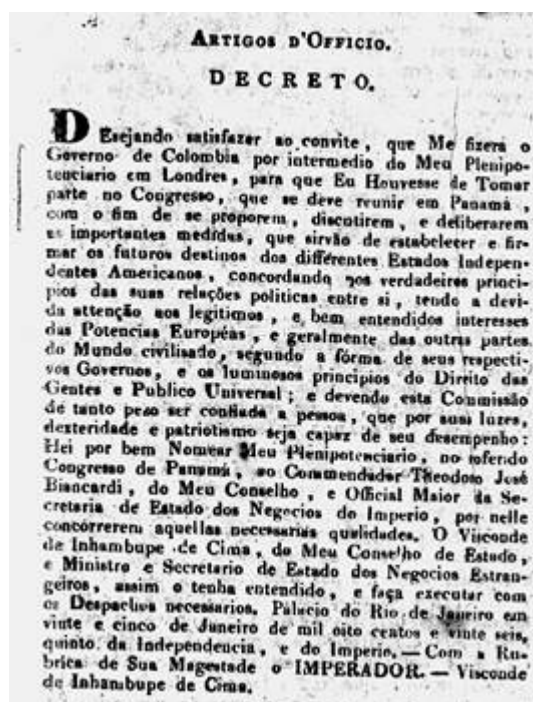 ARTIGOS D'OFFICIO.
DECRETO.
DEsejando satisfazer ao convite, que Me fizera o
Governo de Colombia por intermedio do Meu Plenipo-
tenciario em Londres, para que Eu Houvesse de Tomar
parte no Congresso, que se deve reunir em Panamá,
com o fim de se proporem, discutirem, e deliberarem
as importantes medidas, que sirvão de estabelecer e fir-
mar os futuros destinos dos differentes Estados Indepen-
dentes Americanos, concordando nos verdadeiros princi-
pios das suas relações politicas entre si, tendo a devi-
da attenção aos legitimos, e bem entendidos interesses
das Potencias Européas, e geralmente das outras partes
do Mundo civilisado, segundo a fórma de seus respecti-
vos Governos, e os luminosos principios do Direito das
Gentes e Publico Universal; e devendo esta Commissão
de tanto pezo ser confiada a pessoa, que por suas luzes,
dexteridade e patriotismo seja capaz de seu desempenho:
Hei por bem Nomear Meu Plenipotenciario, no referido
Congresso de Panamá, ao Commendador Theodoro José
Biancardi, do Meu Conselho, e Official Maior da Se-
cretaria de Estado dos Negocios do Imperio, por nelle
concorrerem aquellas necessarias qualidades. O Visconde
de Inhambupe de Cima, do Meu Conselho de Estado,
e Ministro e Secretario de Estado dos Negocios Estran-
geiros, assim o tenha entendido, e faça executar com
os Despachos necessarios. Palacio do Rio de Janeiro em
vinte e cinco de Janeiro de mil oito centos e vinte seis,
quinto da Independencia, e do Imperio. — Com a Ru-
brica de Sua Magestade o IMPERADOR. — Visconde
de Inhambupe de Cima.